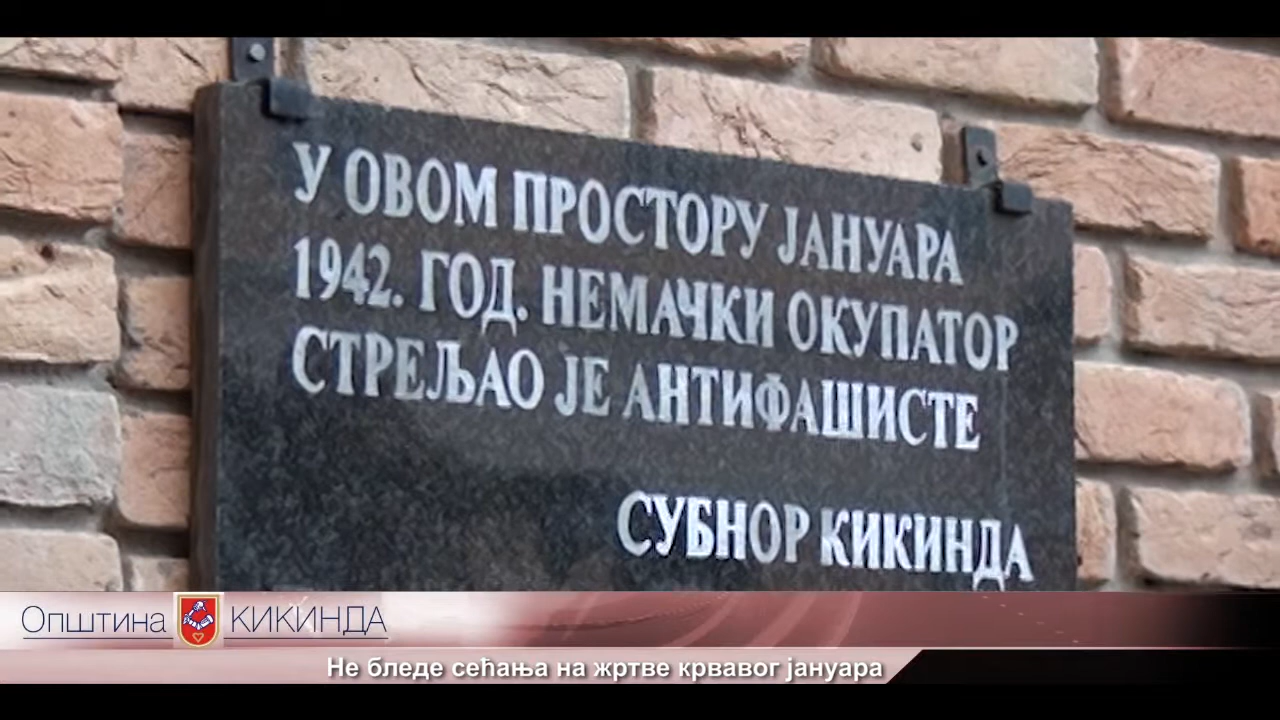 У ОВОМ ПРОСТОРУ ЈАНУАРА
1942. ГОД. НЕМАЧКИ ОКУПАТОР
СТРЕЉАО ЈЕ АНТИФАШИСТЕ
СУБНОР КИКИНДА
Општина КИКИНДА
Не бледе сећања на жртве крвавог јануара